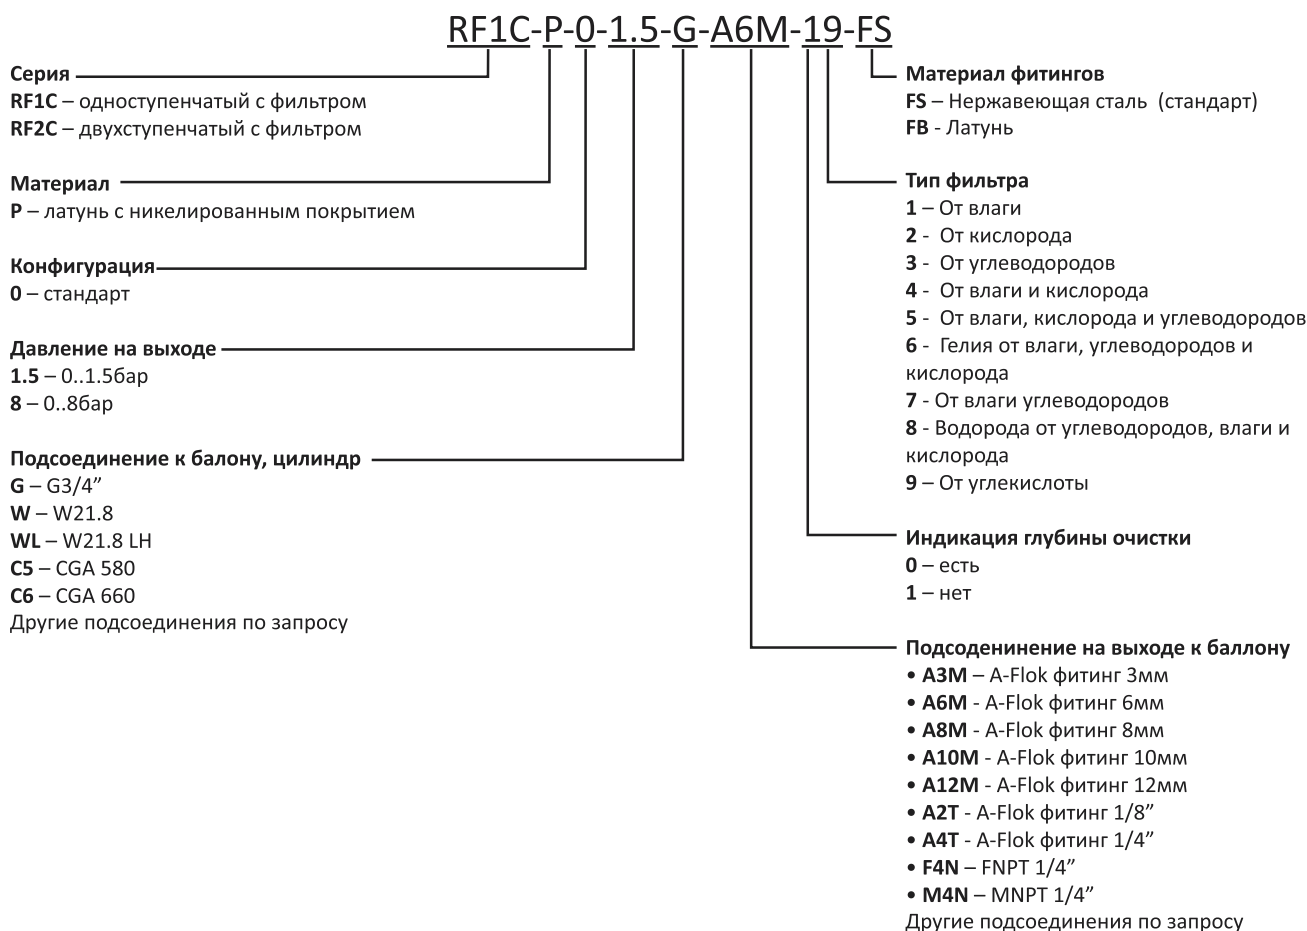 RF1C-P-0-1.5-G-A6M-19-FS
Серия
RF1C – одноступенчатый с фильтром
RF2C – двухступенчатый с фильтром
Материал
P – латунь с никелированным покрытием
Конфигурация
0 – стандарт
Давление на выходе
1.5 – 0..1.5бар
8 – 0..8бар
Подсоединение к балону, цилиндр
G – G3/4”
W – W21.8
WL – W21.8 LH
C5 – CGA 580
C6 – CGA 660
Другие подсоединения по запросу
Материал фитингов
FS – Нержавеющая сталь (стандарт)
FB - Латунь
Тип фильтра
1 – От влаги
2 - От кислорода
3 - От углеводородов
4 - От влаги и кислорода
5 - От влаги, кислорода и углеводородов
6 - Гелия от влаги, углеводородов и
кислорода
7 - От влаги углеводородов
8 - Водорода от углеводородов, влаги и
кислорода
9 – От углекислоты
Индикация глубины очистки
0 – есть
1 – нет
Подсоденинение на выходе к баллону
• A3M – A-Flok фитинг 3мм
• A6M - A-Flok фитинг 6мм
• A8M - A-Flok фитинг 8мм
• A10M - A-Flok фитинг 10мм
• A12M - A-Flok фитинг 12мм
• A2T - A-Flok фитинг 1/8”
• A4T - A-Flok фитинг 1/4”
• F4N – FNPT 1/4”
• M4N – MNPT 1/4”
Другие подсоединения по запросу